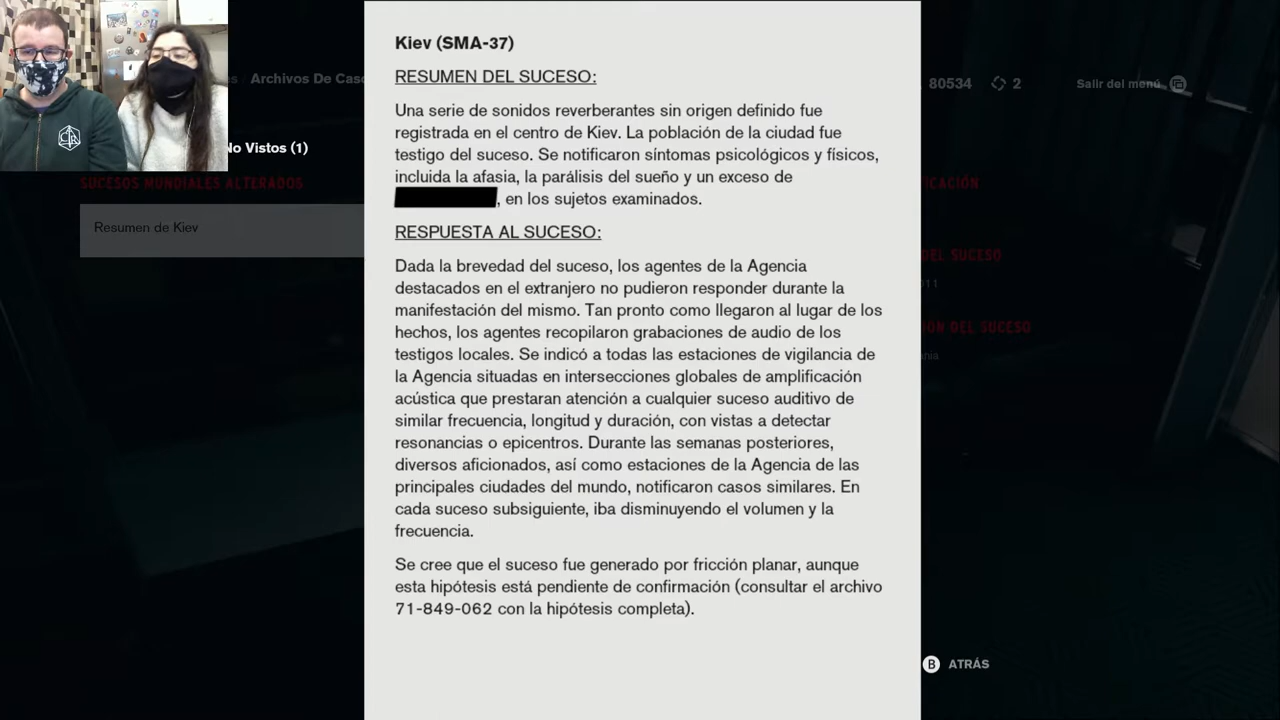 Kiev (SMA-37)
RESUMEN DEL SUCESO:
Una serie de sonidos reverberantes sin origen definido fue
registrada en el centro de Kiev. La población de la ciudad fue
testigo del suceso. Se notificaron síntomas psicológicos y físicos,
incluida la afasia, la parálisis del sueño y un exceso de
, en los sujetos examinados.
RESPUESTA AL SUCESO:
Dada la brevedad del suceso, los agentes de la Agencia
destacados en el extranjero no pudieron responder durante la
manifestación del mismo. Tan pronto como llegaron al lugar de los
hechos, los agentes recopilaron grabaciones de audio de los
testigos locales. Se indicó a todas las estaciones de vigilancia de
la Agencia situadas en intersecciones globales de amplificación
acústica que prestaran atención a cualquier suceso auditivo de
similar frecuencia, longitud y duración, con vistas a detectar
resonancias o epicentros. Durante las semanas posteriores,
diversos aficionados, así como estaciones de la Agencia de las
principales ciudades del mundo, notificaron casos similares. En
cada suceso subsiguiente, iba disminuyendo el volumen y la
frecuencia.
Se cree que el suceso fue generado por fricción planar, aunque
esta hipótesis está pendiente de confirmación (consultar el archivo
71-849-062 con la hipótesis completa).
/ Archivos De Caso
No Vistos (1)
SUCESOS MUNDIALES ALTERADOS
Resumen de Kiev
80534
2
Salir del menú
DEL SUCESO
DEL SUCESO
B ATRÁS